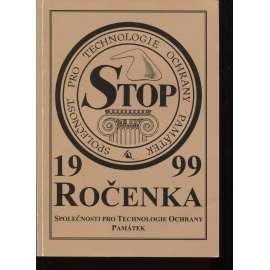 SPOLEČNOST PRO TECHNOLOGIE OCHRANY PAMÁTEK
STOP
19 99
ROČENKA
SPOLEČNOSTI PRO TECHNOLOGIE OCHRANY
PAMÁTEK